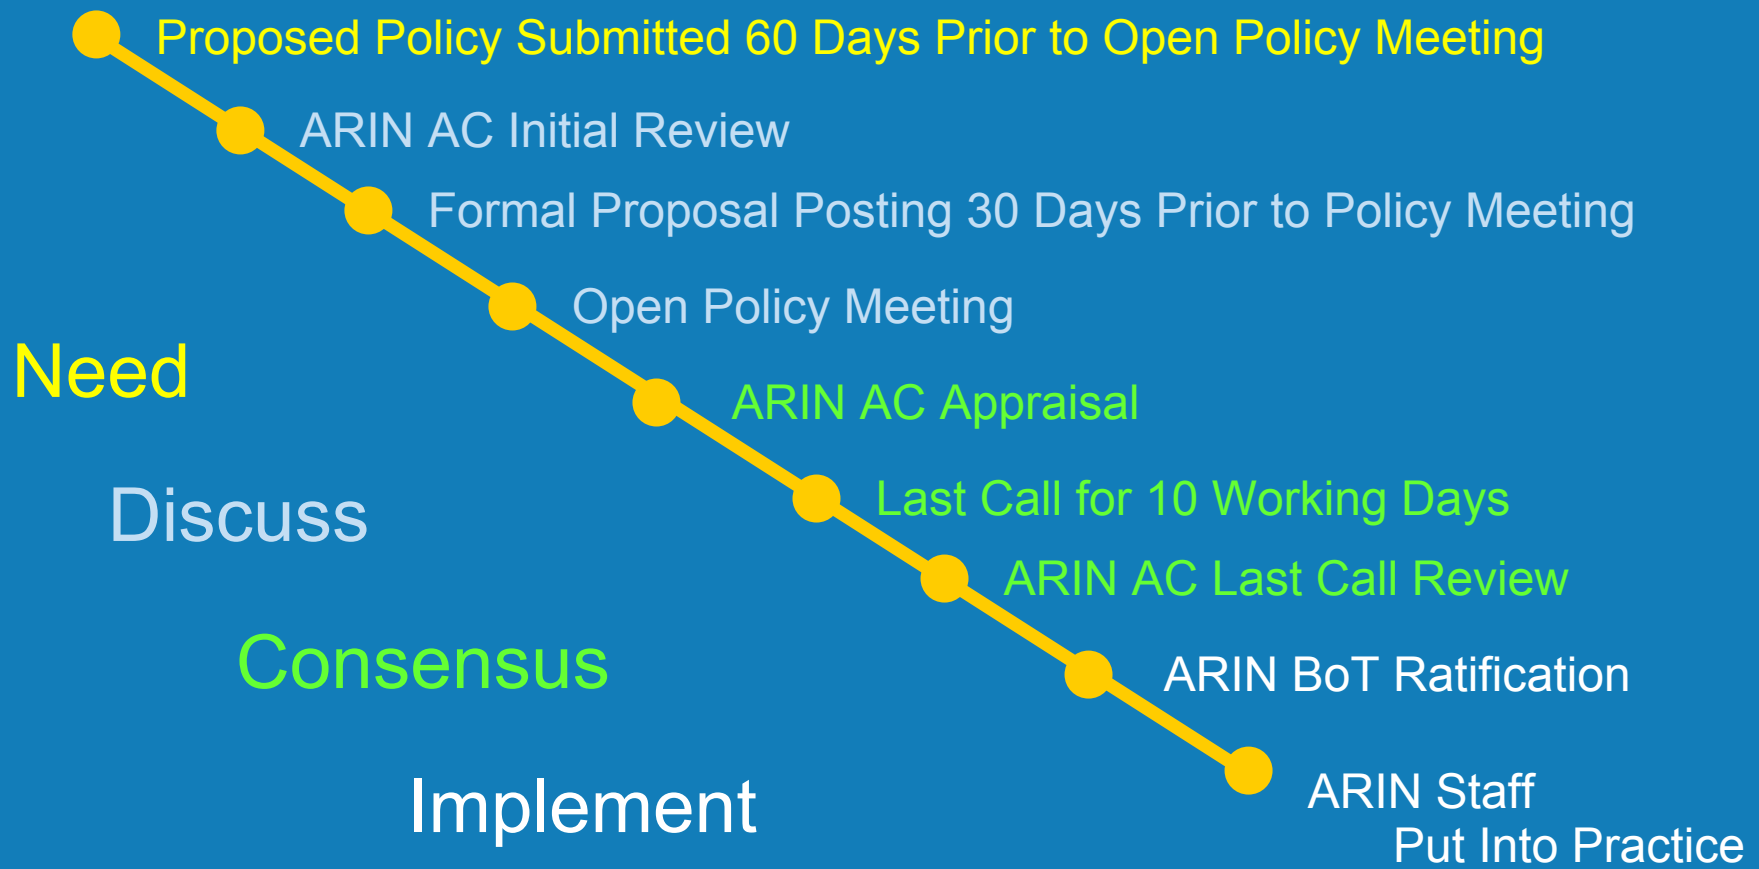 Proposed Policy Submitted 60 Days Prior to Open Policy Meeting
ARIN AC Initial Review
Formal Proposal Posting 30 Days Prior to Policy Meeting
Open Policy Meeting
Need
ARIN AC Appraisal
Discuss
Last Call for 10 Working Days
ARIN AC Last Call Review
Consensus
ARIN BoT Ratification
Implement
ARIN Staff
Put Into Practice